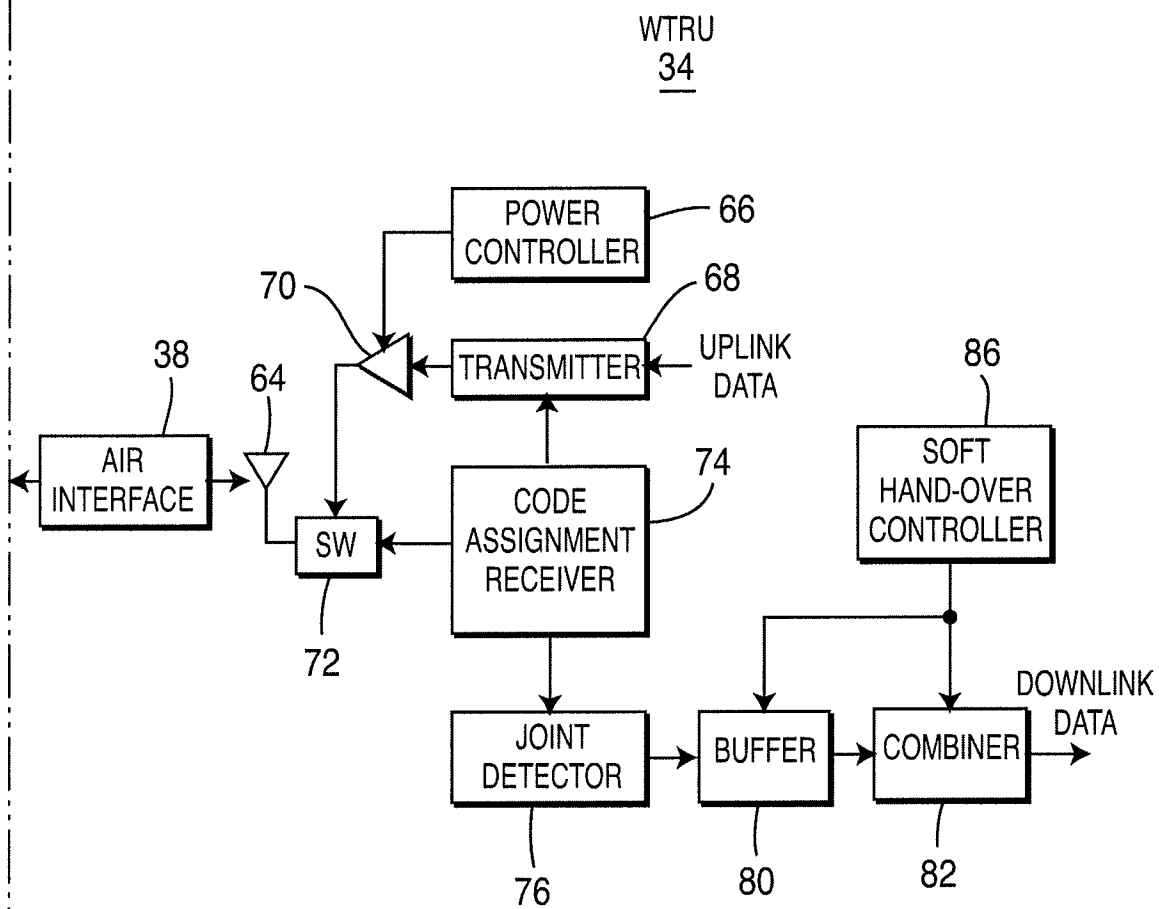 WTRU
34
POWER
CONTROLLER
66
70
68
TRANSMITTER
UPLINK
DATA
38
64
86
AIR
INTERFACE
SOFT
HAND-OVER
CONTROLLER
74
CODE
ASSIGNMENT
RECEIVER
SW
72
DOWNLINK
DATA
JOINT
DETECTOR
BUFFER
COMBINER
76
80
82